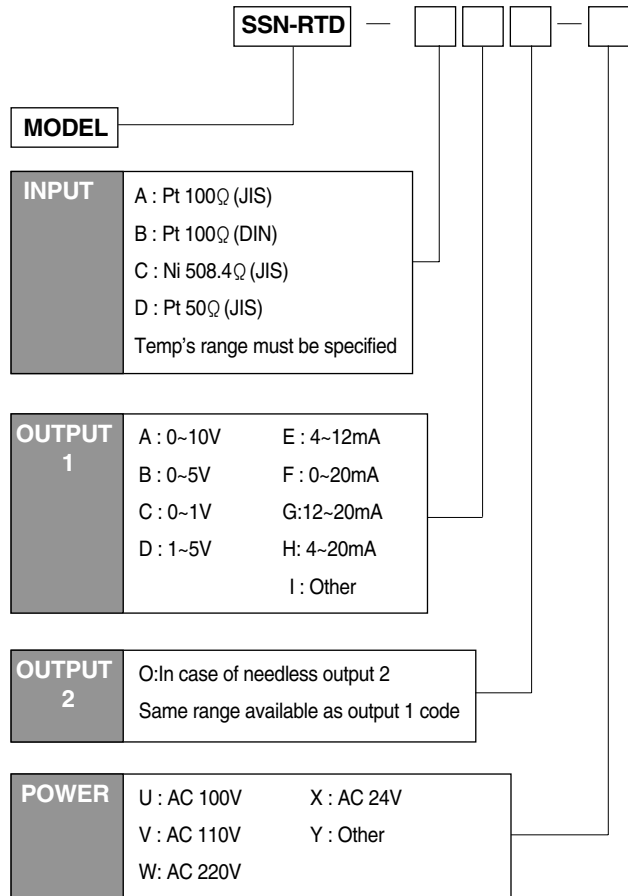 SSN-RTD — —
MODEL
INPUT
A : Pt 100Ω (JIS)
B : Pt 100Ω (DIN)
C : Ni 508.4Ω (JIS)
D : Pt 50Ω (JIS)
Temp's range must be specified
OUTPUT 1
A : 0~10V E : 4~12mA
B : 0~5V F : 0~20mA
C : 0~1V G:12~20mA
D : 1~5V H: 4~20mA
I : Other
OUTPUT 2
O:In case of needless output 2
Same range available as output 1 code
POWER
U : AC 100V X : AC 24V
V : AC 110V Y : Other
W: AC 220V